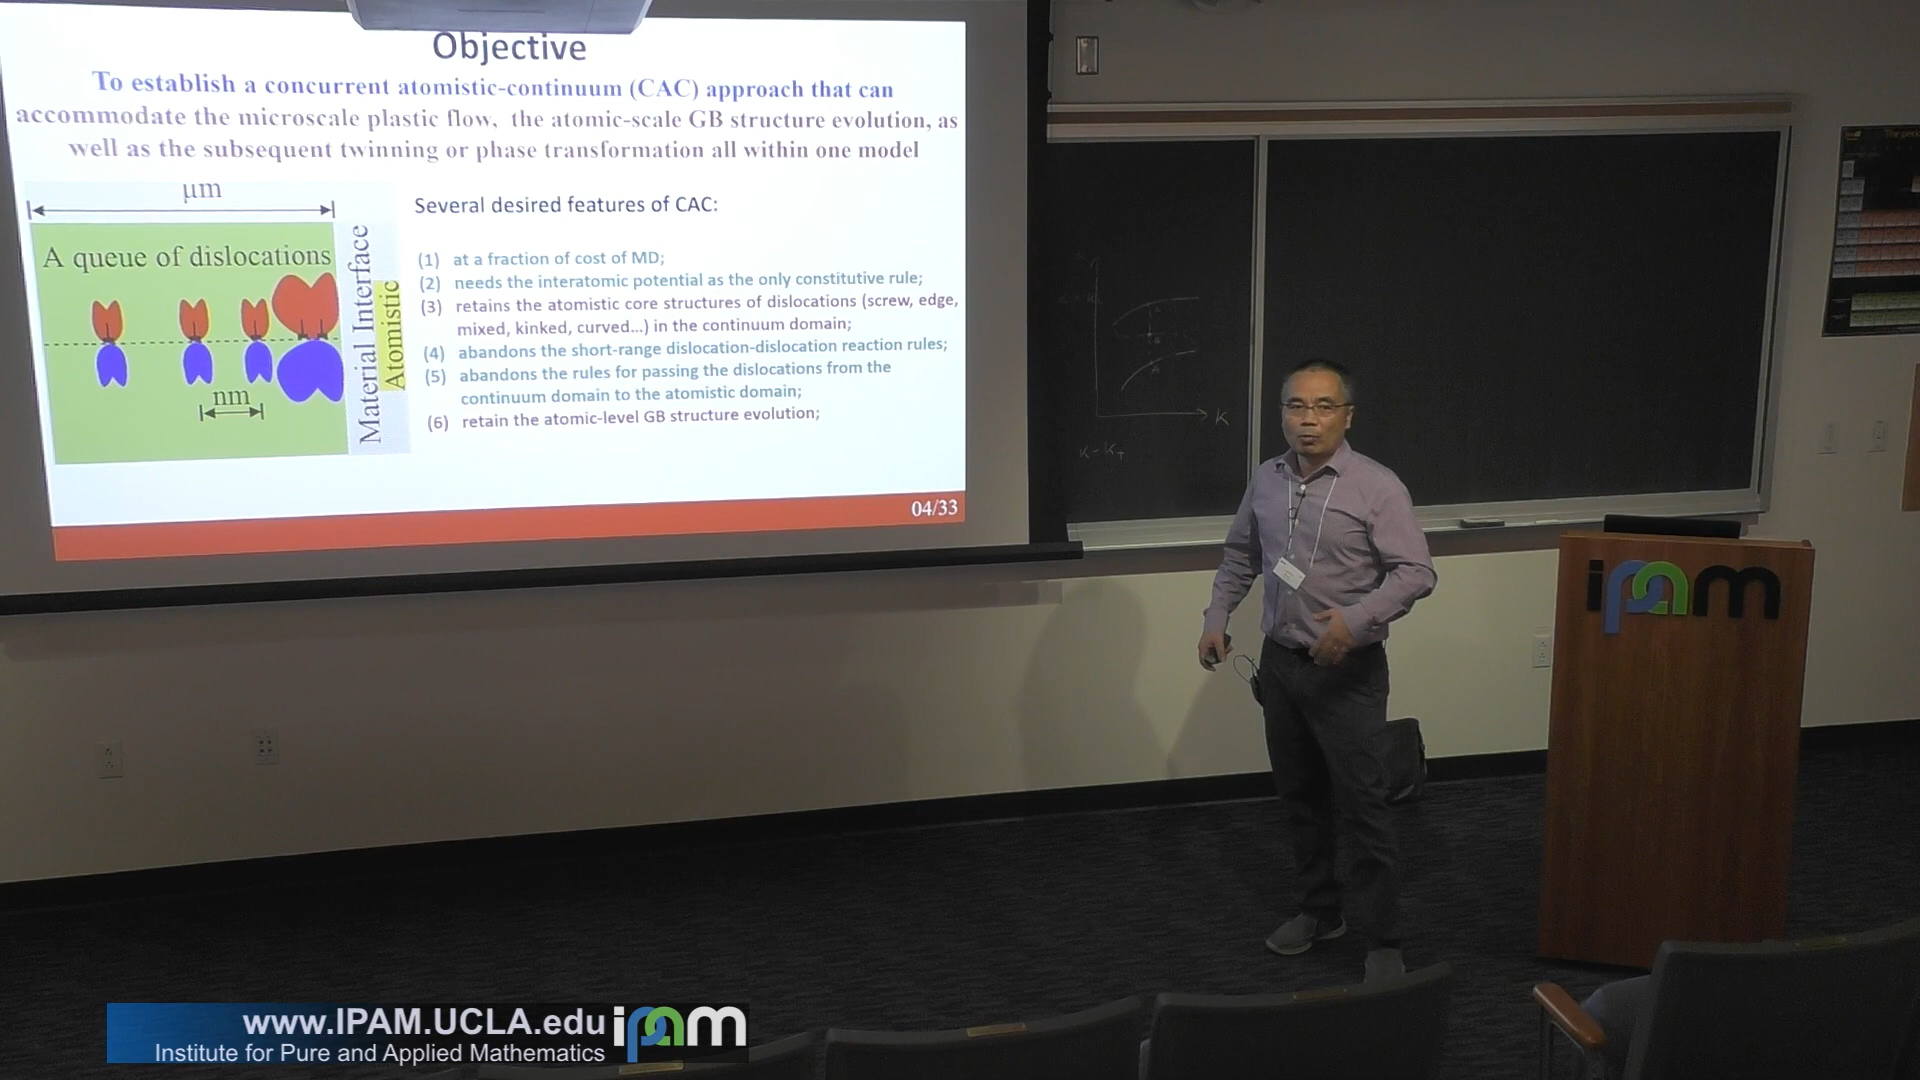 Objective
To establish a concurrent atomistic-continuum (CAC) approach that can
accommodate the microscale plastic flow, the atomic-scale GB structure evolution, as
well as the subsequent twinning or phase transformation all within one model
μm
A queue of dislocations
nm
Material Interface
Atomistic
Several desired features of CAC:
(1) at a fraction of cost of MD;
(2) needs the interatomic potential as the only constitutive rule;
(3) retains the atomistic core structures of dislocations (screw, edge,
mixed, kinked, curved...) in the continuum domain;
(4) abandons the short-range dislocation-dislocation reaction rules;
(5) abandons the rules for passing the dislocations from the
continuum domain to the atomistic domain;
(6) retain the atomic-level GB structure evolution;
04/33
K
A
ipam
www.IPAM.UCLA.edu
Institute for Pure and Applied Mathematics
ipam